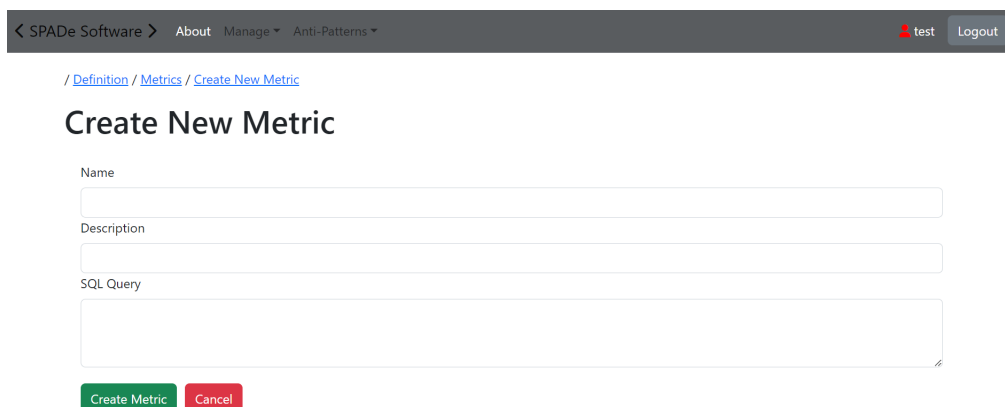 SPADe Software About Manage Anti-Patterns test Logout
/ Definition / Metrics / Create New Metric
Create New Metric
Name
Description
SQL Query
Create Metric Cancel